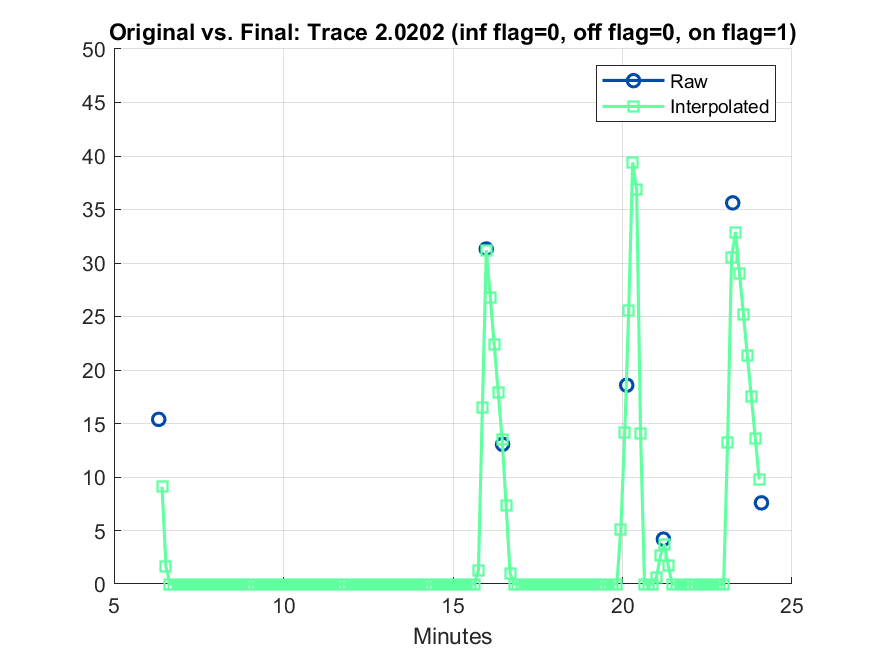 Original vs. Final: Trace 2.0202 (inf flag=0, off flag=0, on flag=1)
50
45
40
35
30
25
20
15
10
5
0
Raw
Interpolated
5 10 15 20 25
Minutes